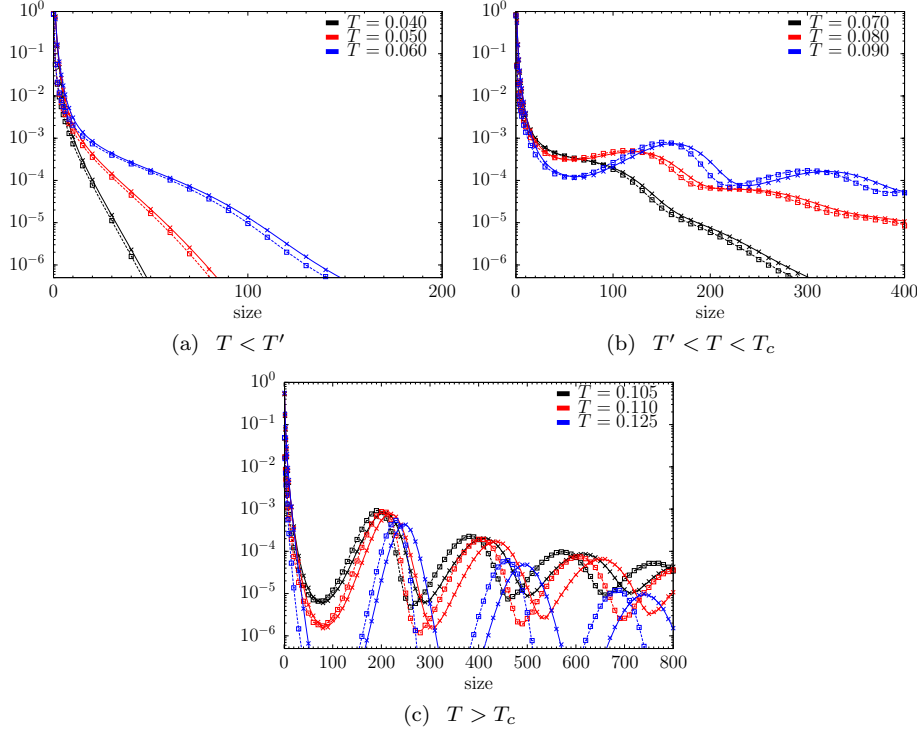 10^0
10^-1
10^-2
10^-3
10^-4
10^-5
10^-6
0 100 200
size
T = 0.040
T = 0.050
T = 0.060
(a) T < T′
10^0
10^-1
10^-2
10^-3
10^-4
10^-5
10^-6
0 100 200 300 400
size
T = 0.070
T = 0.080
T = 0.090
(b) T′ < T < T_c
10^0
10^-1
10^-2
10^-3
10^-4
10^-5
10^-6
0 100 200 300 400 500 600 700 800
size
T = 0.105
T = 0.110
T = 0.125
(c) T > T_c